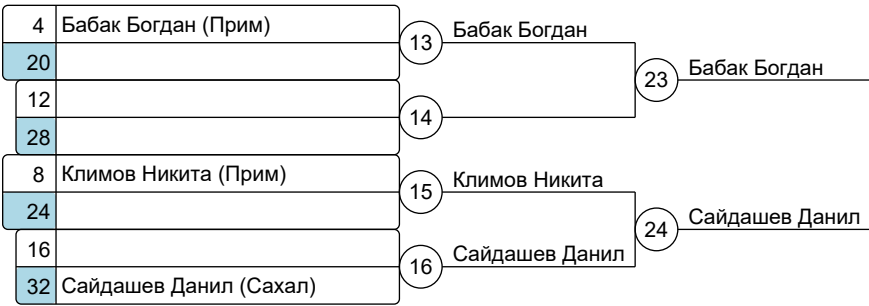 4 Бабак Богдан (Прим)
20
12
28
8 Климов Никита (Прим)
24
16
32 Сайдашев Данил (Сахал)
13 Бабак Богдан
14
15 Климов Никита
16 Сайдашев Данил
23 Бабак Богдан
24 Сайдашев Данил